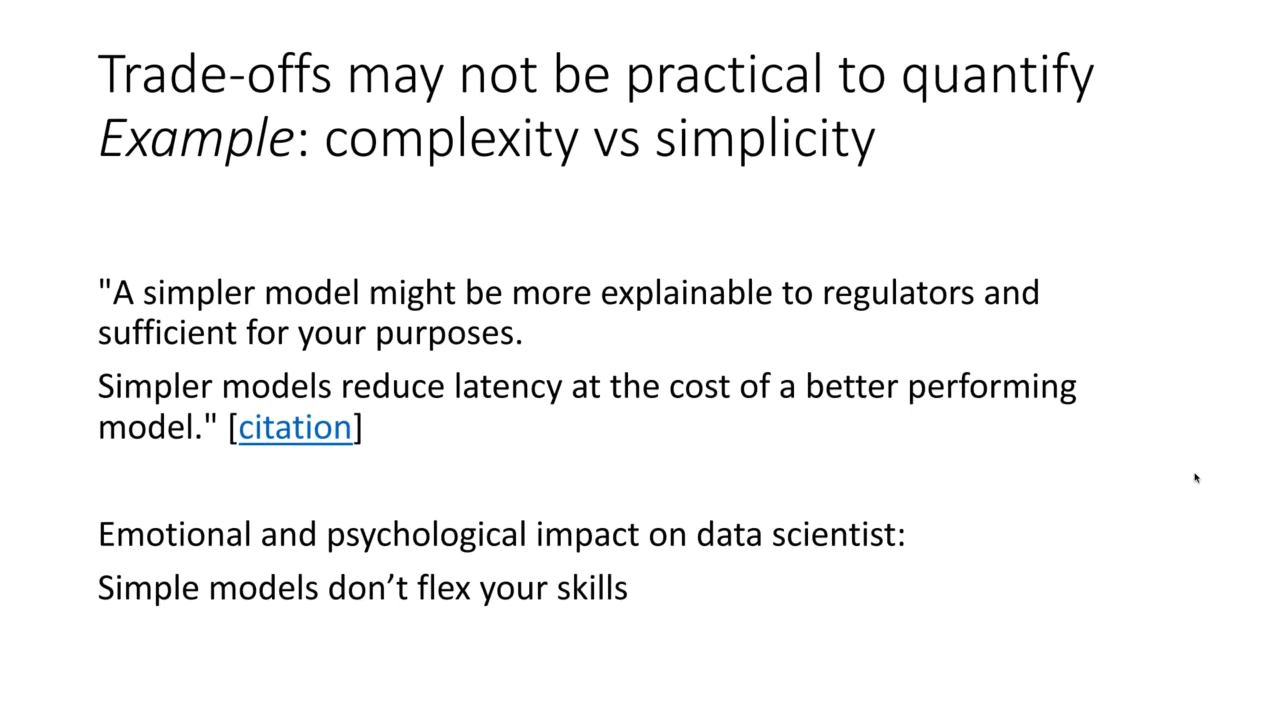 Trade-offs may not be practical to quantify
Example: complexity vs simplicity
"A simpler model might be more explainable to regulators and
sufficient for your purposes.
Simpler models reduce latency at the cost of a better performing
model." [citation]
Emotional and psychological impact on data scientist:
Simple models don’t flex your skills